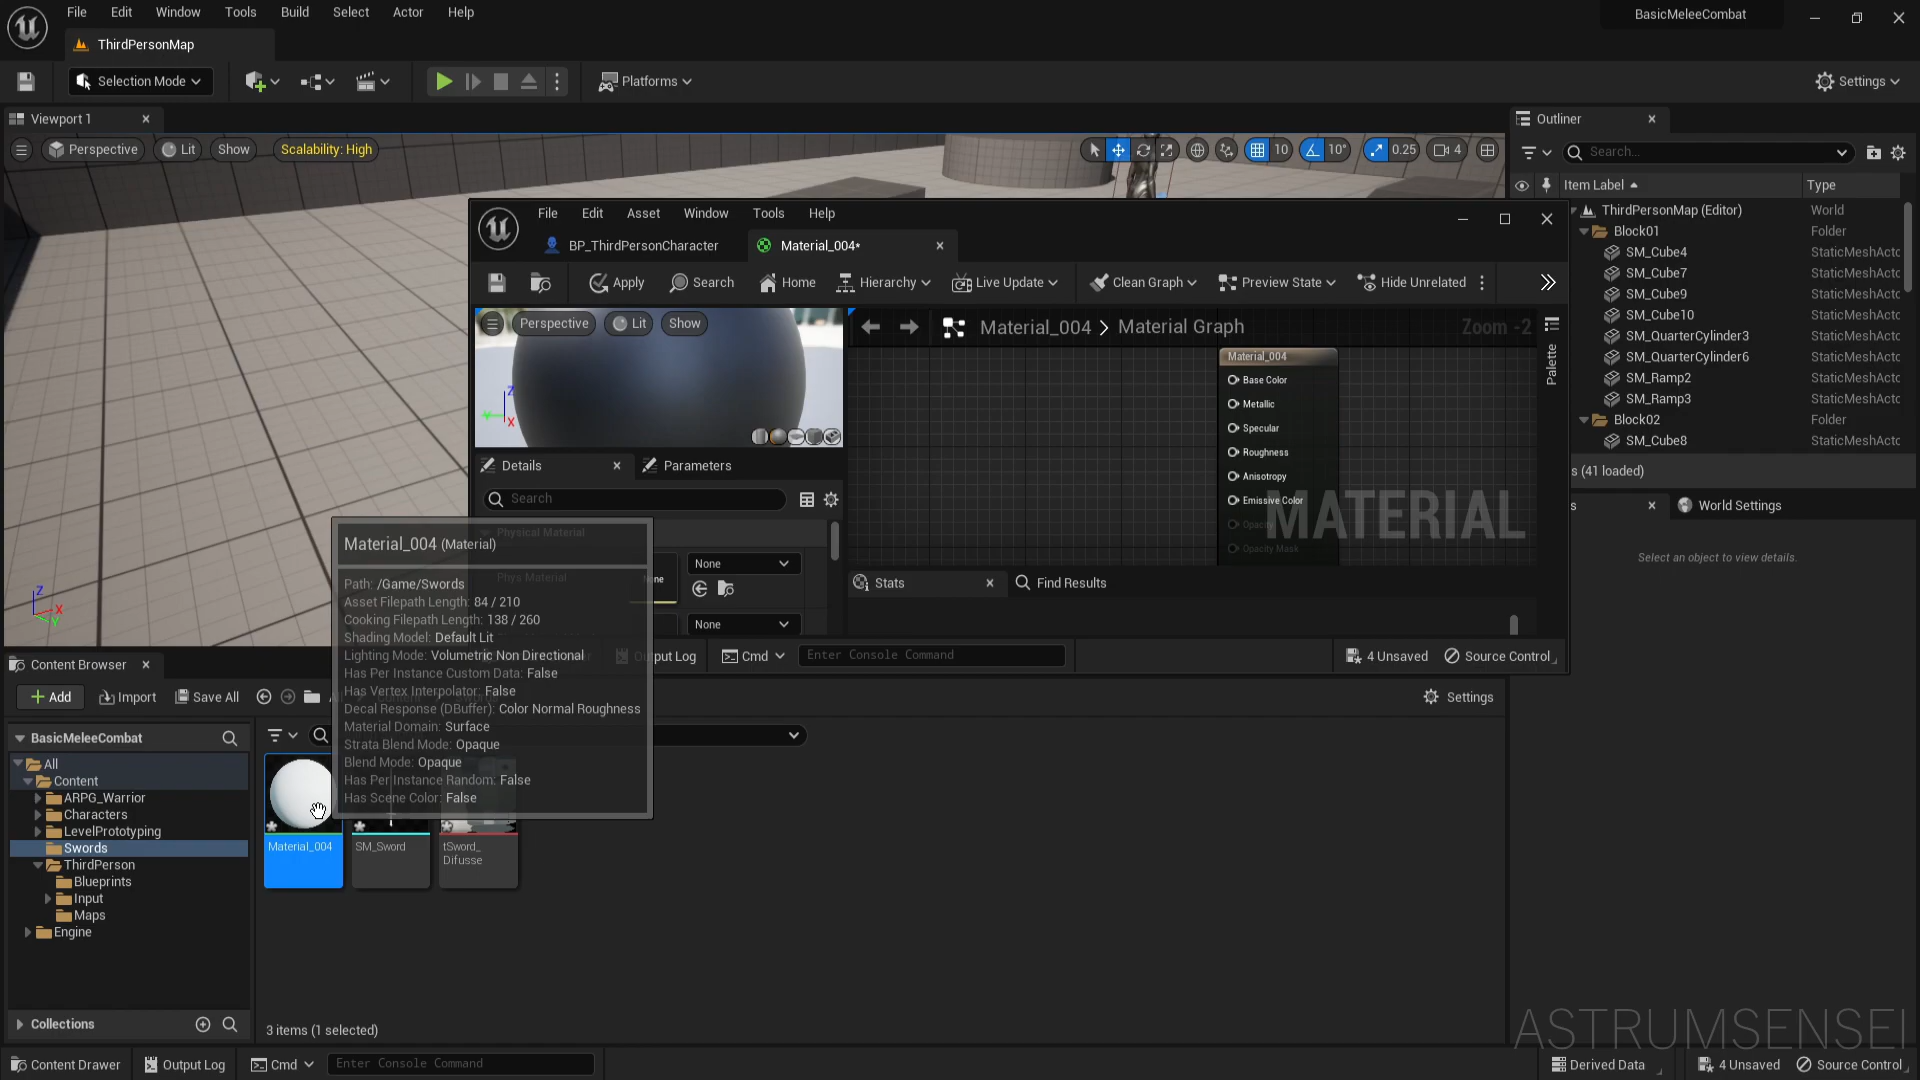 File Edit Window Tools Build Select Actor Help
BasicMeleeCombat
ThirdPersonMap
Selection Mode
Platforms
Settings
Viewport 1
Outliner
Perspective Lit Show Scalability: High
10 10° 0.25 4
Search...
Item Label Type
ThirdPersonMap (Editor) World
Block01 Folder
SM_Cube4 StaticMeshActo
SM_Cube7 StaticMeshActo
SM_Cube9 StaticMeshActo
SM_Cube10 StaticMeshActo
SM_QuarterCylinder3 StaticMeshActo
SM_QuarterCylinder6 StaticMeshActo
SM_Ramp2 StaticMeshActo
SM_Ramp3 StaticMeshActo
Block02 Folder
SM_Cube8 StaticMeshActo
s (41 loaded)
s World Settings
Select an object to view details.
File Edit Asset Window Tools Help
BP_ThirdPersonCharacter
Material_004*
Apply Search Home Hierarchy Live Update Clean Graph Preview State Hide Unrelated
Perspective Lit Show
Z
Y
X
Material_004 > Material Graph
Zoom -2
Palette
Material_004
Base Color
Metallic
Specular
Roughness
Anisotropy
Emissive Color
Opacity
Opacity Mask
MATERIAL
Details
Parameters
Search
Physical Material
Phys Material
None
None
None
Stats
Find Results
put Log
Cmd
Enter Console Command
4 Unsaved
Source Control
Z
X
Y
Material_004 (Material)
Path: /Game/Swords
Asset Filepath Length: 84 / 210
Cooking Filepath Length: 138 / 260
Shading Model: Default Lit
Lighting Mode: Volumetric Non Directional
Has Per Instance Custom Data: False
Has Vertex Interpolator: False
Decal Response (DBuffer): Color Normal Roughness
Material Domain: Surface
Strata Blend Mode: Opaque
Blend Mode: Opaque
Has Per Instance Random: False
Has Scene Color: False
Content Browser
Add Import Save All
Settings
BasicMeleeCombat
All
Content
ARPG_Warrior
Characters
LevelPrototyping
Swords
ThirdPerson
Blueprints
Input
Maps
Engine
Material_004
SM_Sword
tSword_
Difusse
Collections
3 items (1 selected)
ASTRUMSENSEI
Content Drawer
Output Log
Cmd
Enter Console Command
Derived Data
4 Unsaved
Source Control